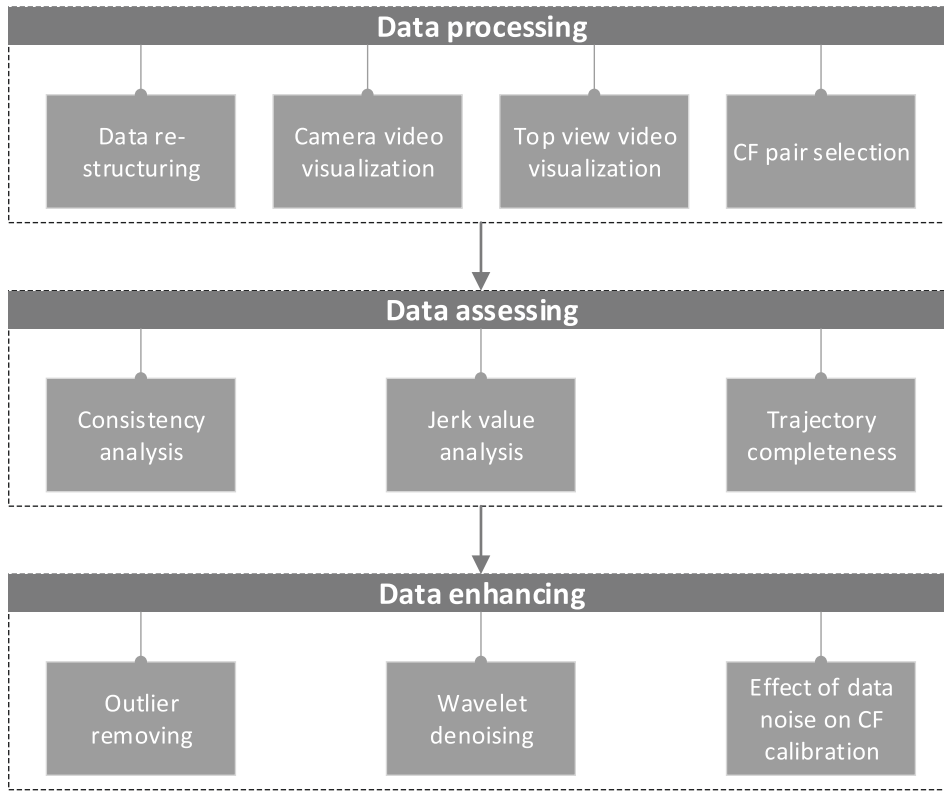 Data processing
Data re-
structuring
Camera video
visualization
Top view video
visualization
CF pair selection
Data assessing
Consistency
analysis
Jerk value
analysis
Trajectory
completeness
Data enhancing
Outlier
removing
Wavelet
denoising
Effect of data
noise on CF
calibration